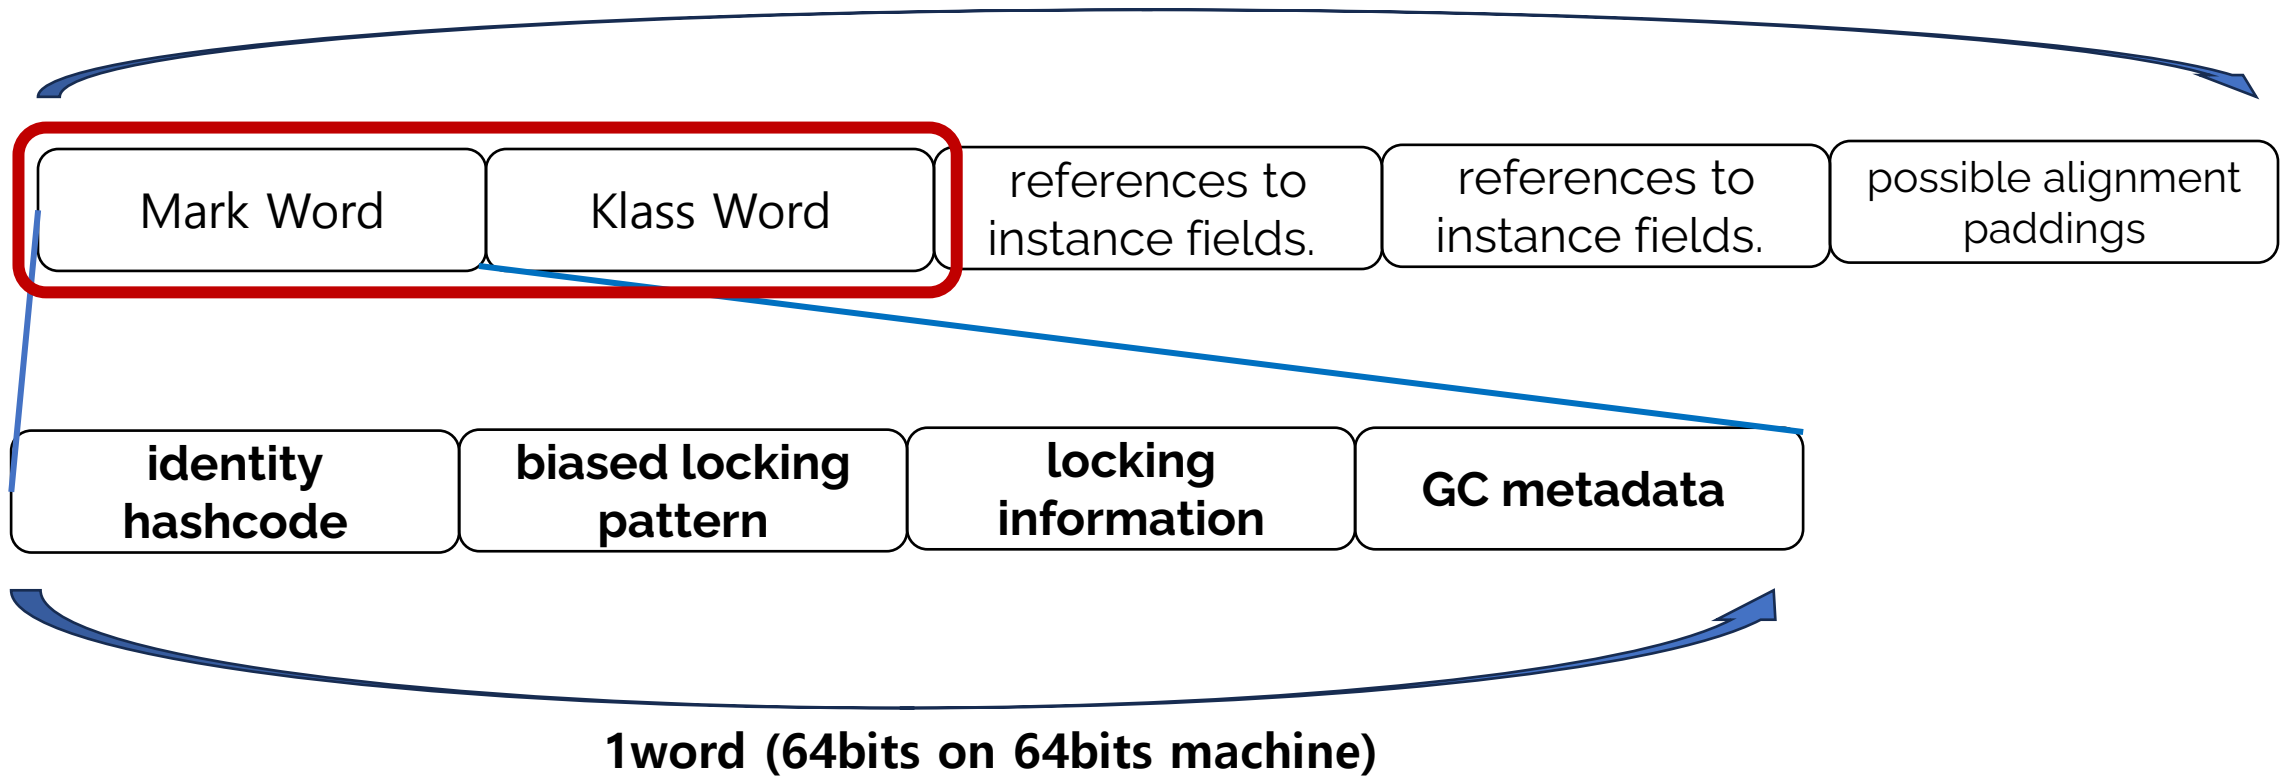 Mark Word
Klass Word
references to
instance fields.
references to
instance fields.
possible alignment
paddings
identity
hashcode
biased locking
pattern
locking
information
GC metadata
1word (64bits on 64bits machine)